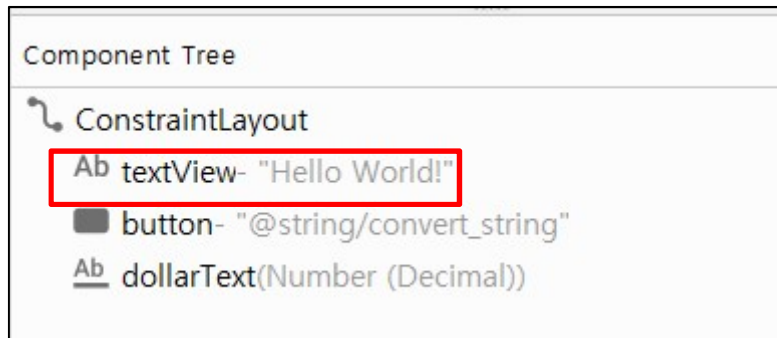 Component Tree
ConstraintLayout
Ab textView- "Hello World!"
button- "@string/convert_string"
Ab dollarText(Number (Decimal))